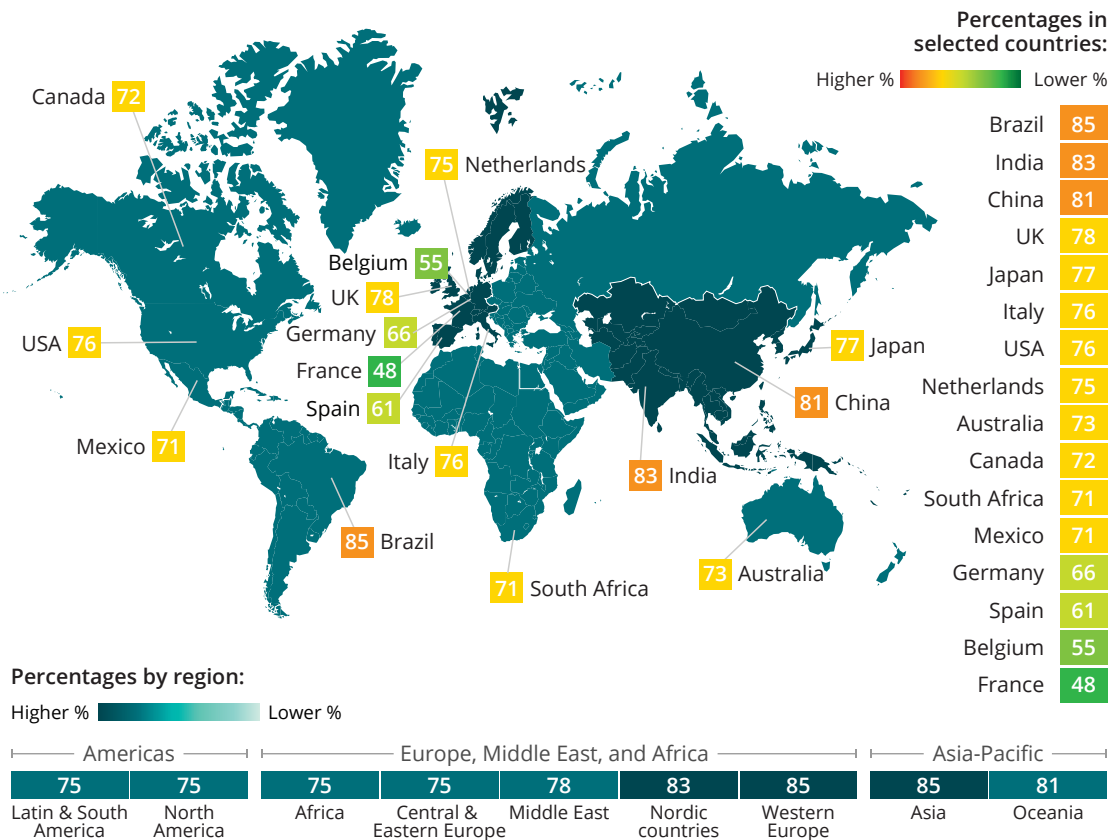 Percentages in
selected countries:
Higher %
Lower %
Canada 72
75 Netherlands
Belgium 55
UK 78
Germany 66
USA 76
France 48
77 Japan
Spain 61
81 China
Mexico 71
Italy 76
83 India
85 Brazil
73 Australia
71 South Africa
Brazil 85
India 83
China 81
UK 78
Japan 77
Italy 76
USA 76
Netherlands 75
Australia 73
Canada 72
South Africa 71
Mexico 71
Germany 66
Spain 61
Belgium 55
France 48
Percentages by region:
Higher %
Lower %
Americas
75
Latin & South
America
75
North
America
Europe, Middle East, and Africa
75
Africa
75
Central &
Eastern Europe
78
Middle East
83
Nordic
countries
85
Western
Europe
Asia-Pacific
85
Asia
81
Oceania